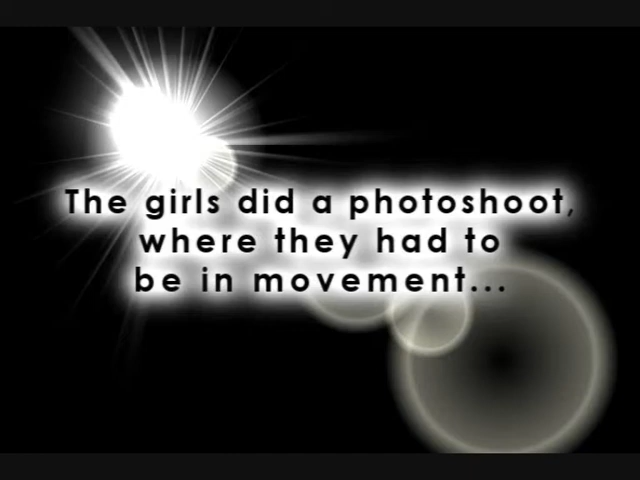 The girls did a photoshoot,
where they had to
be in movement...